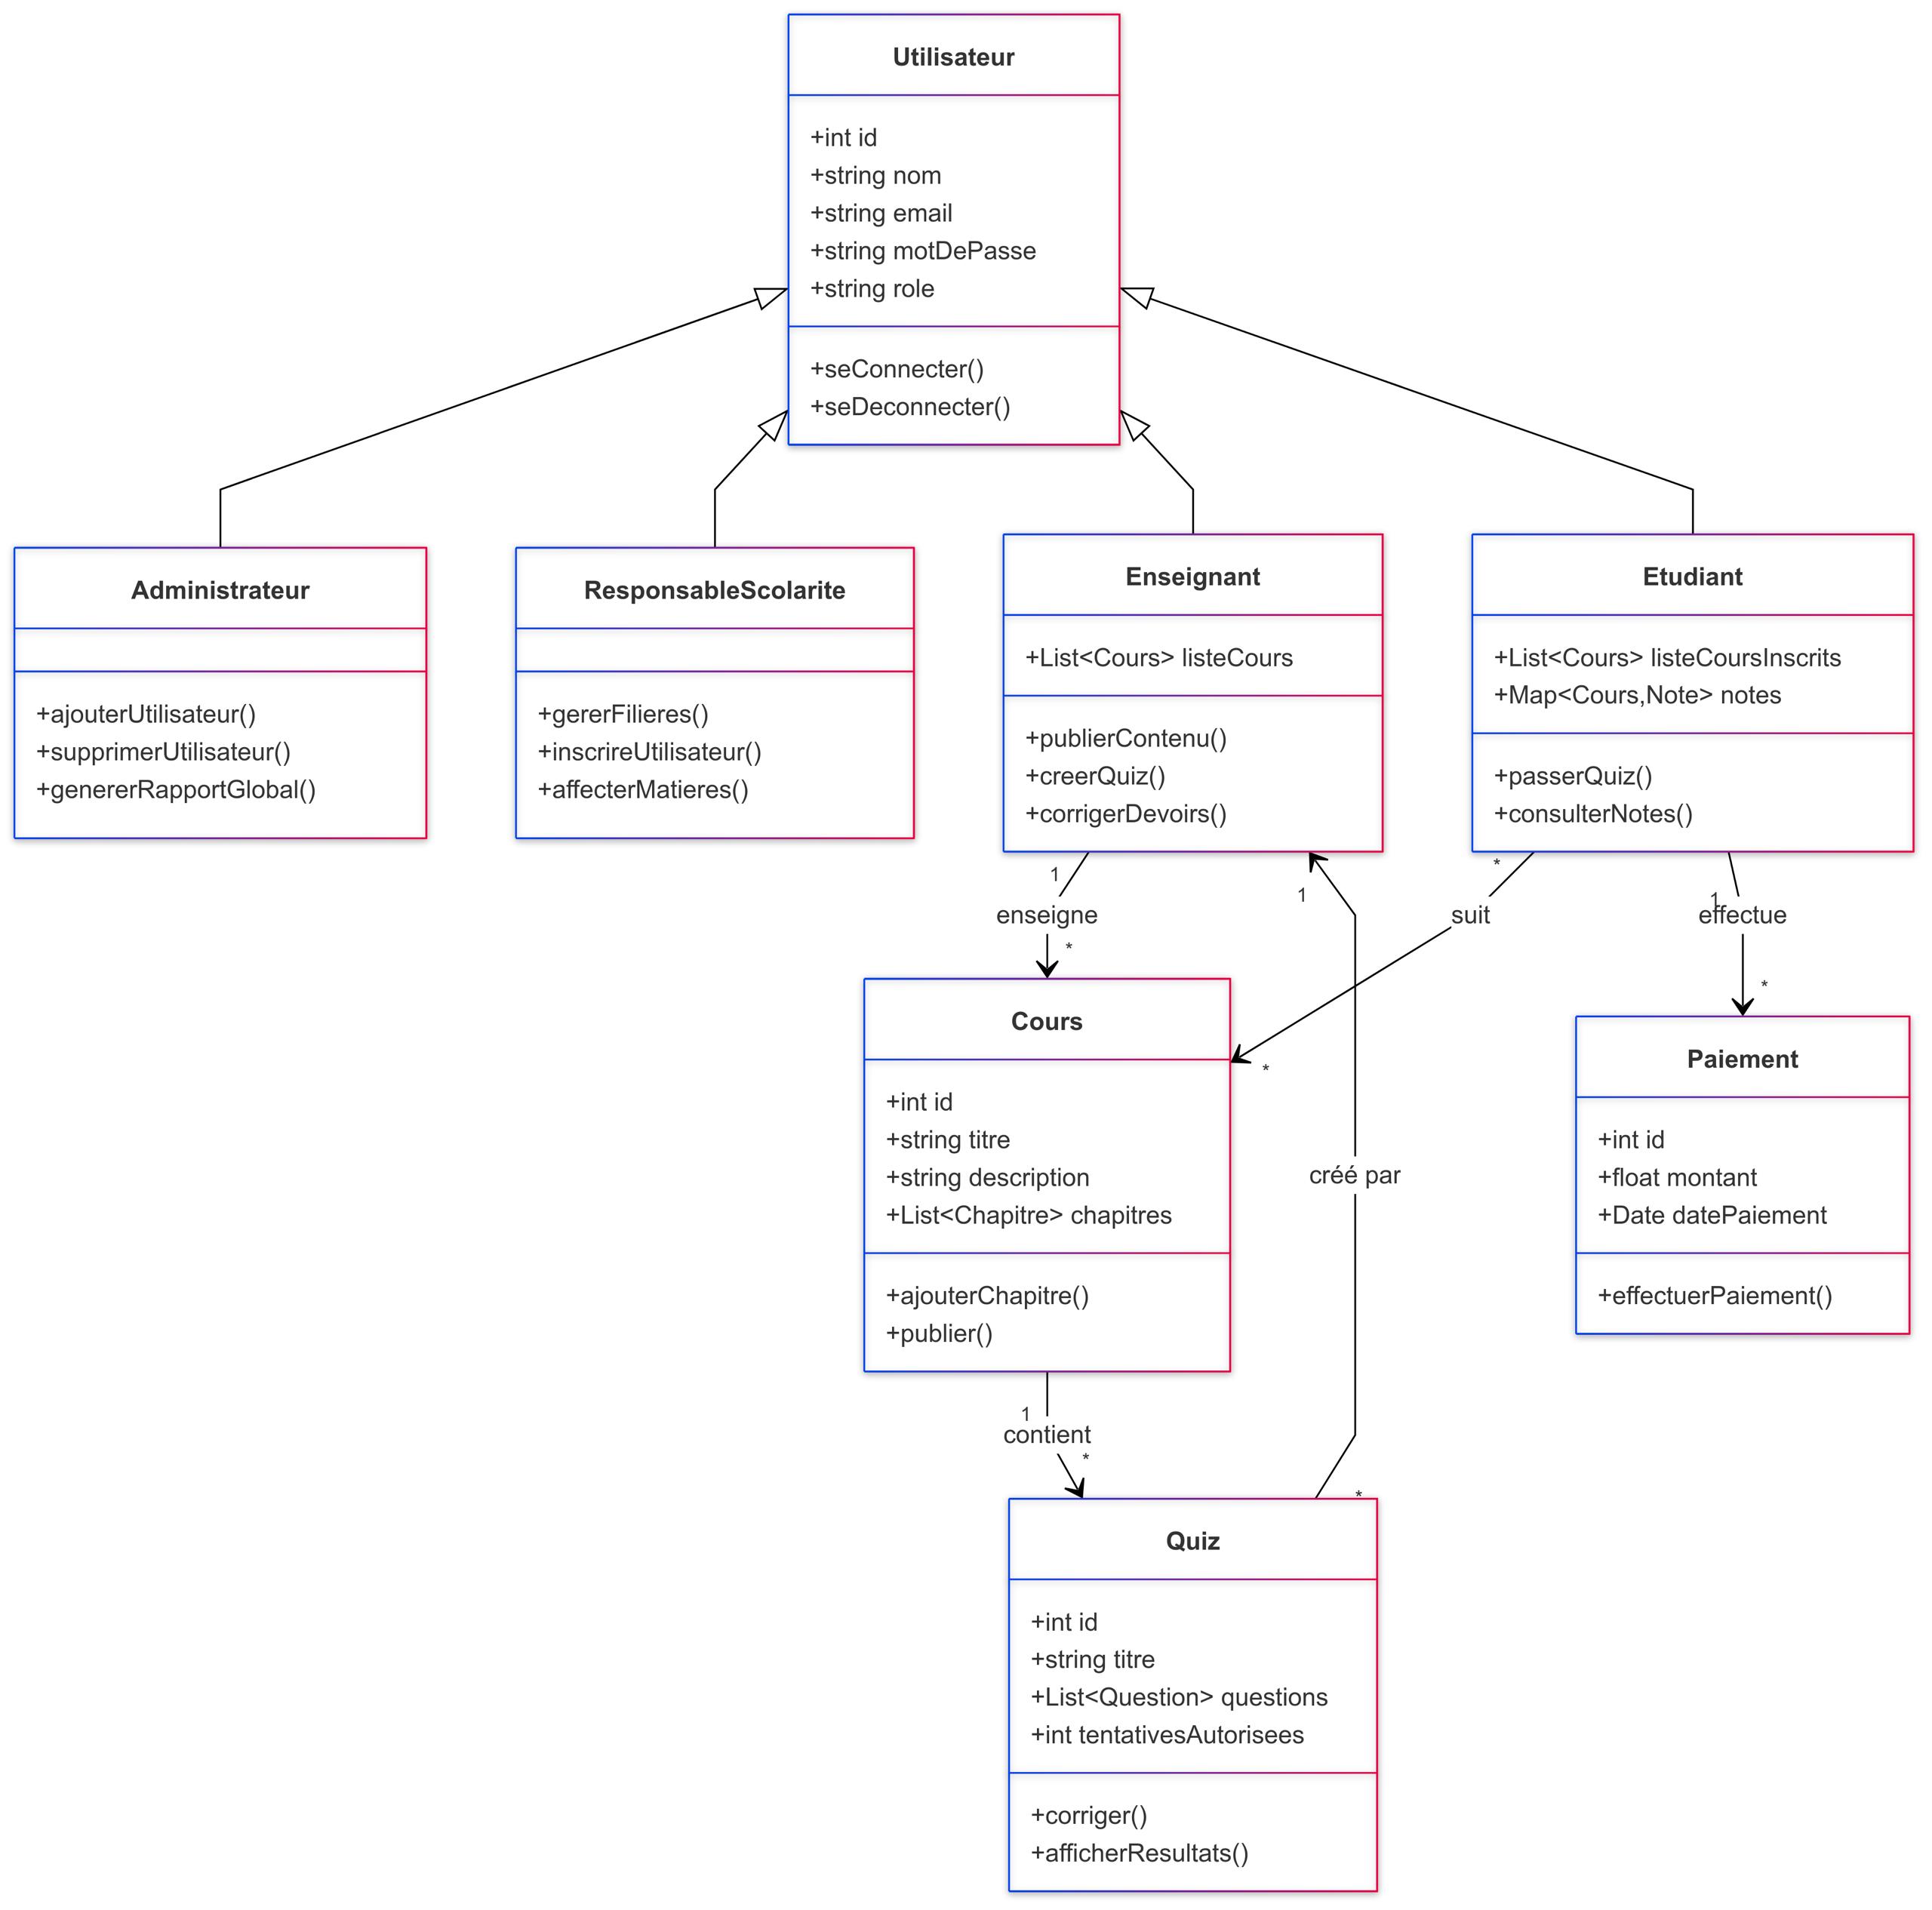 Utilisateur
+int id
+string nom
+string email
+string motDePasse
+string role
+seConnecter()
+seDeconnecter()
Administrateur
+ajouterUtilisateur()
+supprimerUtilisateur()
+genererRapportGlobal()
ResponsableScolarite
+gererFilieres()
+inscrireUtilisateur()
+affecterMatieres()
Enseignant
+List<Cours> listeCours
+publierContenu()
+creerQuiz()
+corrigerDevoirs()
Etudiant
+List<Cours> listeCoursInscrits
+Map<Cours,Note> notes
+passerQuiz()
+consulterNotes()
1
enseigne
*
1
*
suit
*
1
effectue
*
Cours
+int id
+string titre
+string description
+List<Chapitre> chapitres
+ajouterChapitre()
+publier()
créé par
Paiement
+int id
+float montant
+Date datePaiement
+effectuerPaiement()
1
contient
*
*
Quiz
+int id
+string titre
+List<Question> questions
+int tentativesAutorisees
+corriger()
+afficherResultats()